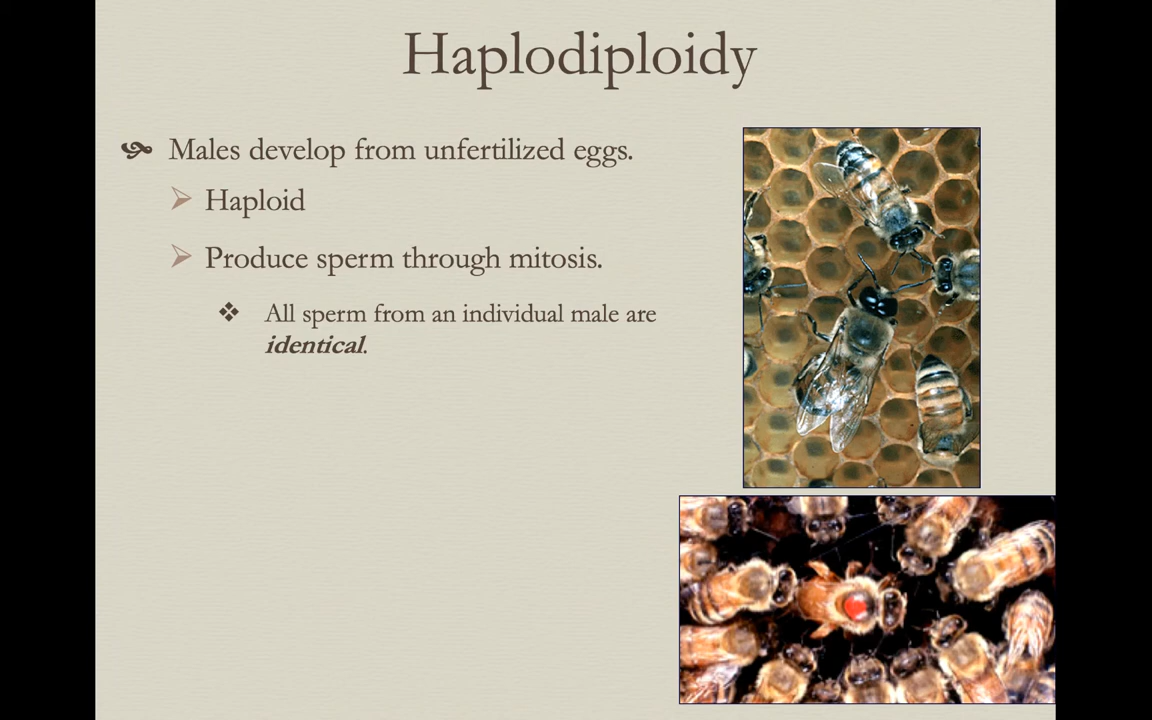 Haplodiploidy
Males develop from unfertilized eggs.
Haploid
Produce sperm through mitosis.
All sperm from an individual male are
identical.